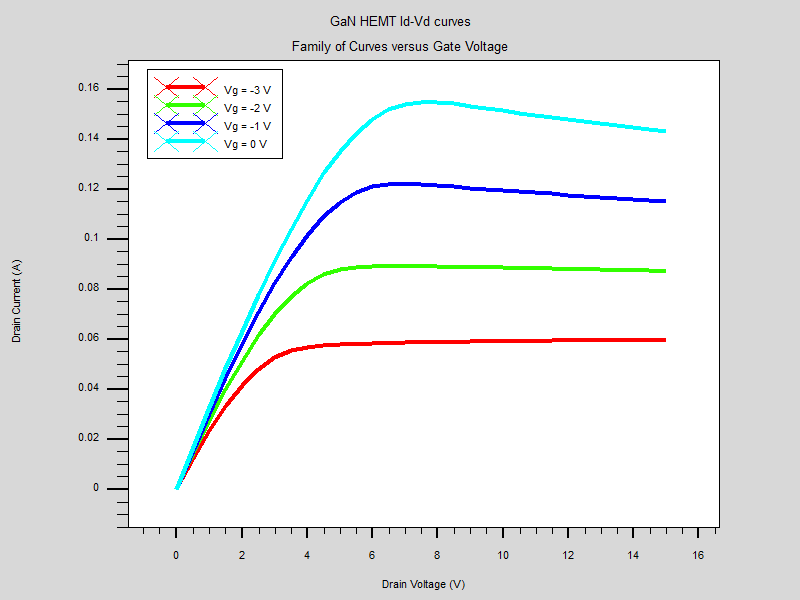 GaN HEMT Id-Vd curves
Family of Curves versus Gate Voltage
Vg = -3 V
Vg = -2 V
Vg = -1 V
Vg = 0 V
0.16
0.14
0.12
0.1
0.08
0.06
0.04
0.02
0
Drain Current (A)
0 2 4 6 8 10 12 14 16
Drain Voltage (V)